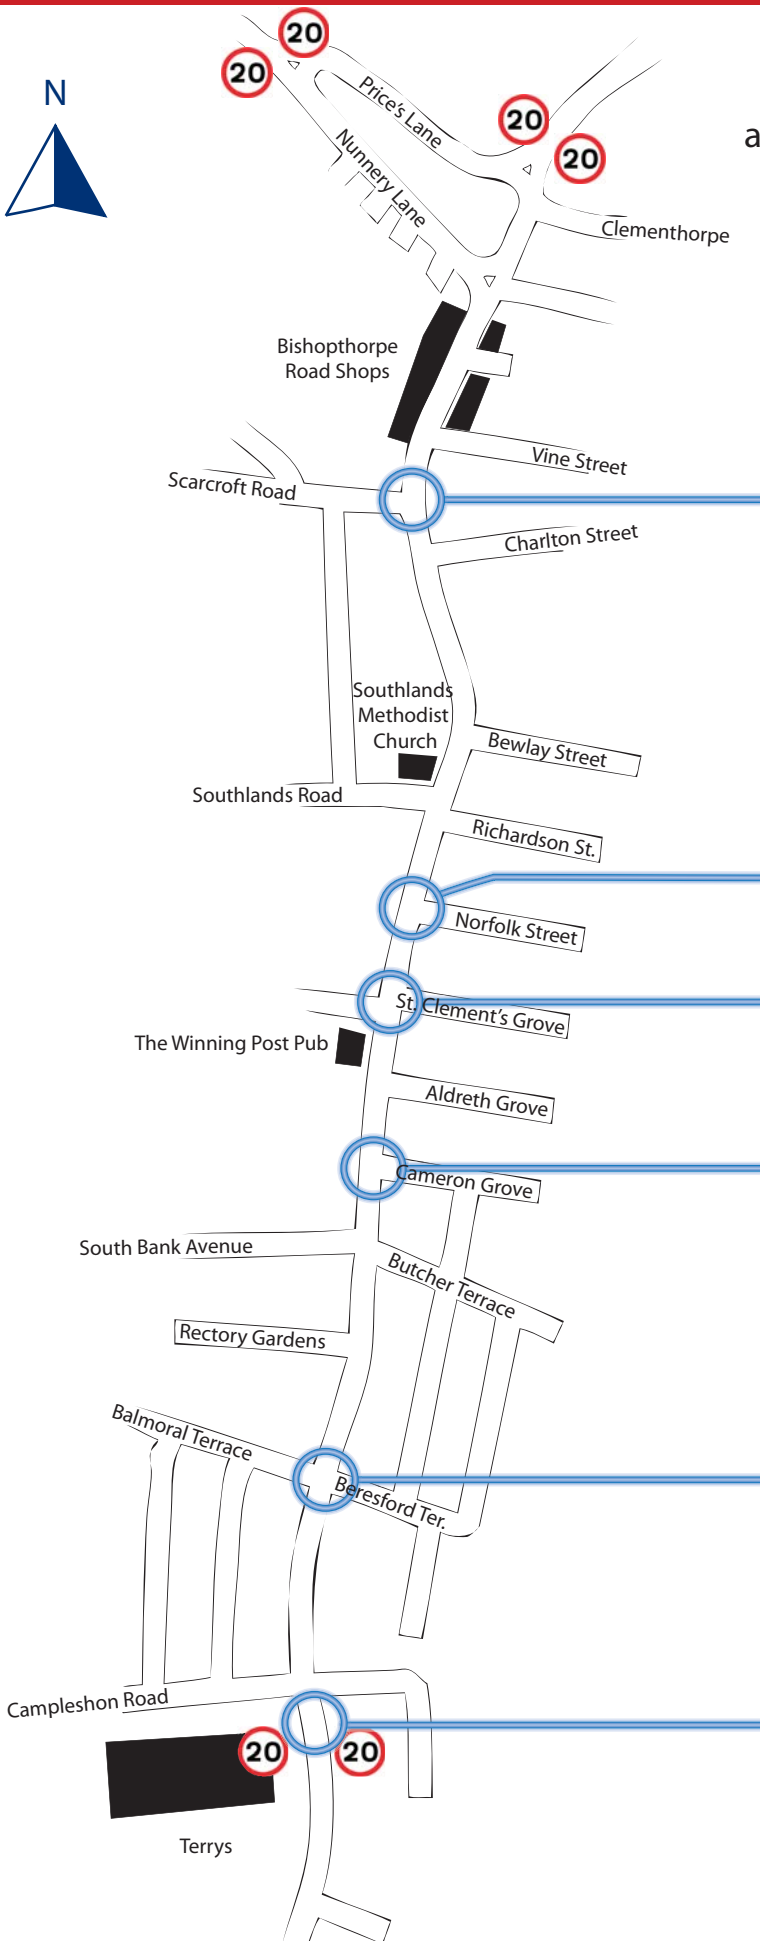 20
20
N
Price's Lane
20
a
20
Nunnery Lane
Clementhorpe
Bishopthorpe
Road Shops
Vine Street
Scarcroft Road
Charlton Street
Southlands
Methodist
Church
Bewlay Street
Southlands Road
Richardson St.
Norfolk Street
St. Clement's Grove
The Winning Post Pub
Aldreth Grove
Cameron Grove
South Bank Avenue
Butcher Terrace
Rectory Gardens
Balmoral Terrace
Beresford Ter.
Campleshon Road
20
20
Terrys